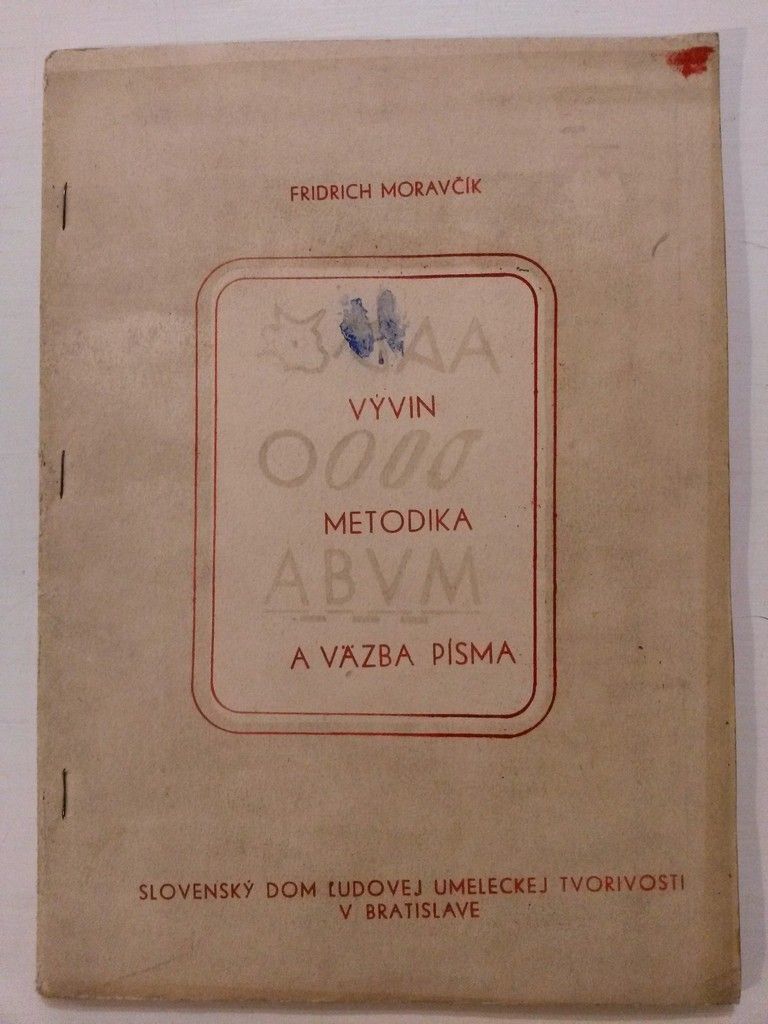 FRIDRICH MORAVČÍK
VÝVIN
METODIKA
ABVM
A VÄZBA PÍSMA
SLOVENSKÝ DOM ĽUDOVEJ UMELECKEJ TVORIVOSTI
V BRATISLAVE